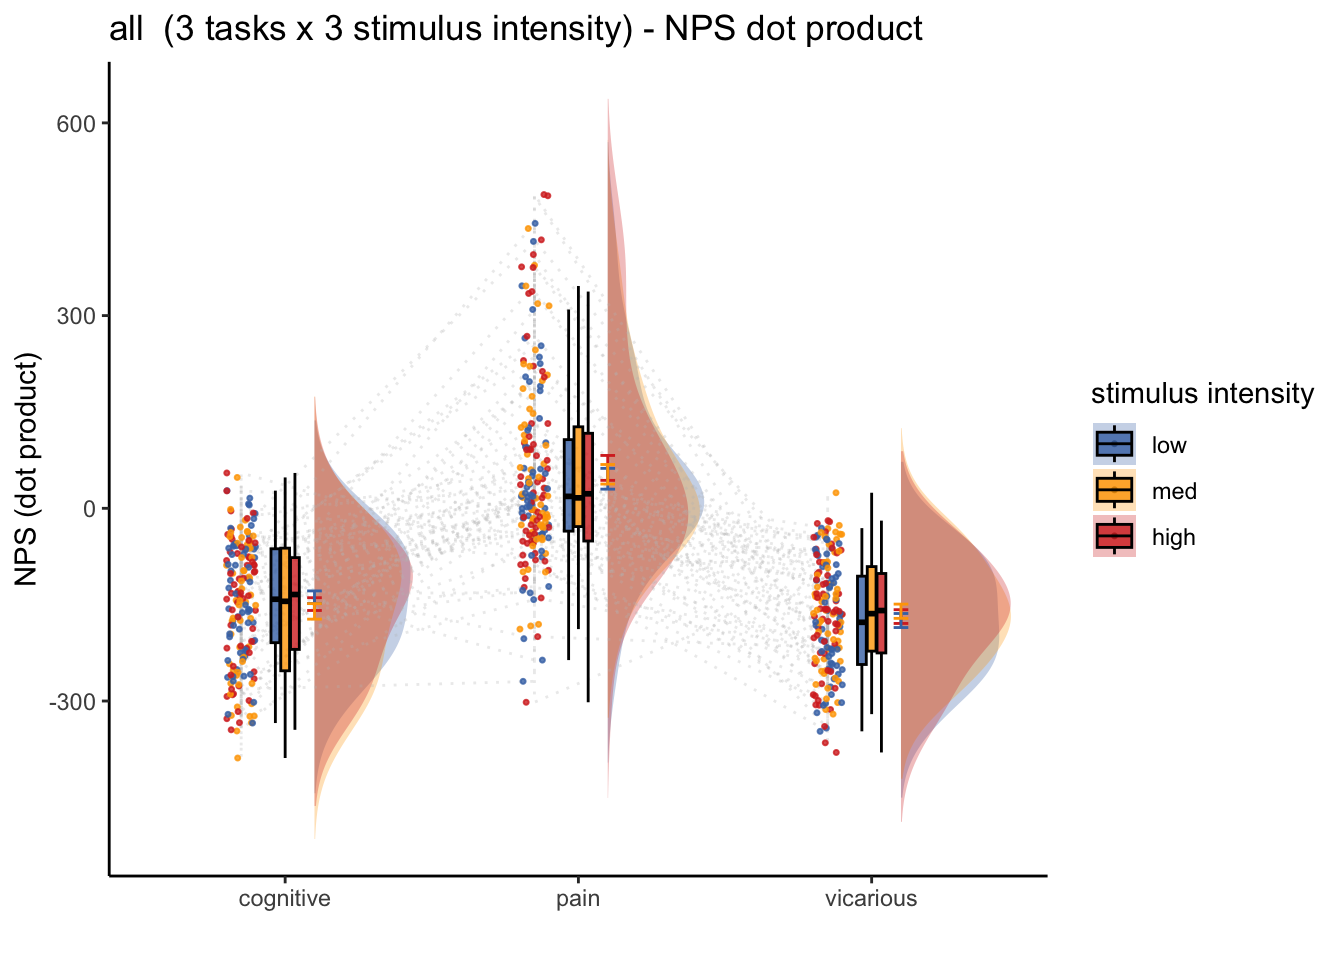 all  (3 tasks x 3 stimulus intensity) - NPS dot product
NPS (dot product)
600
300
0
-300
cognitive
pain
vicarious
stimulus intensity
low
med
high